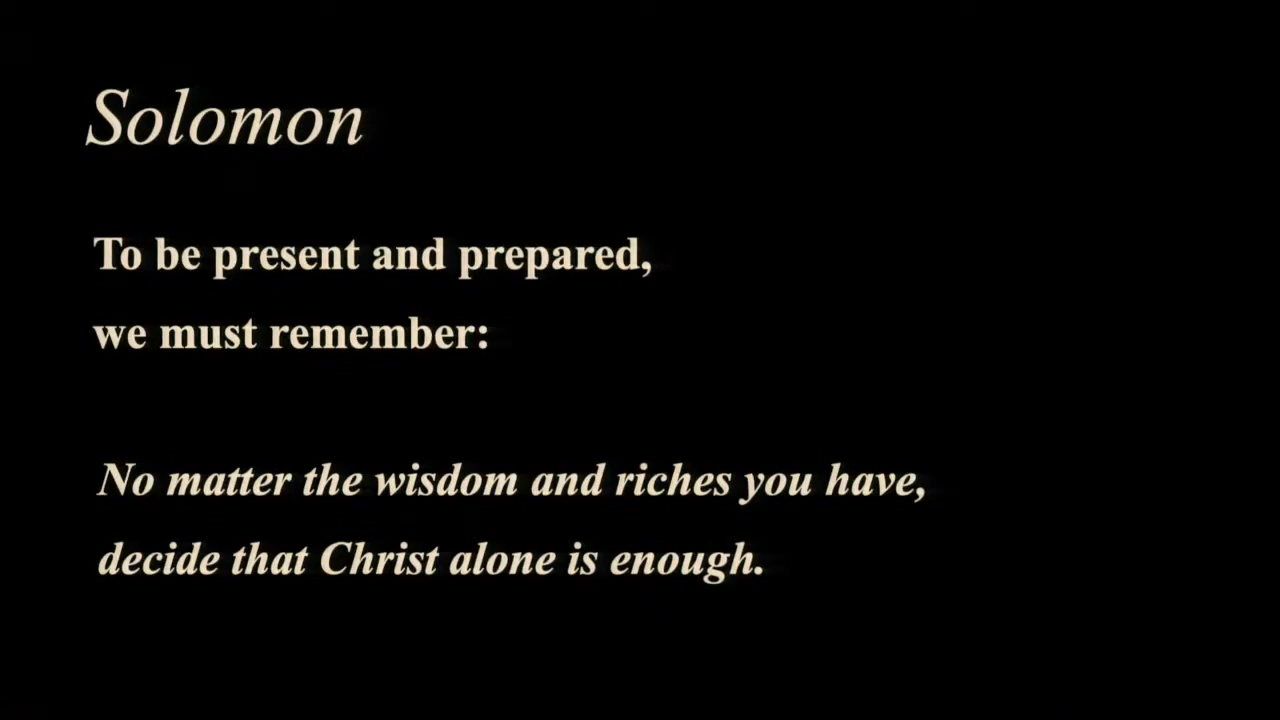 Solomon
To be present and prepared,
we must remember:
No matter the wisdom and riches you have,
decide that Christ alone is enough.